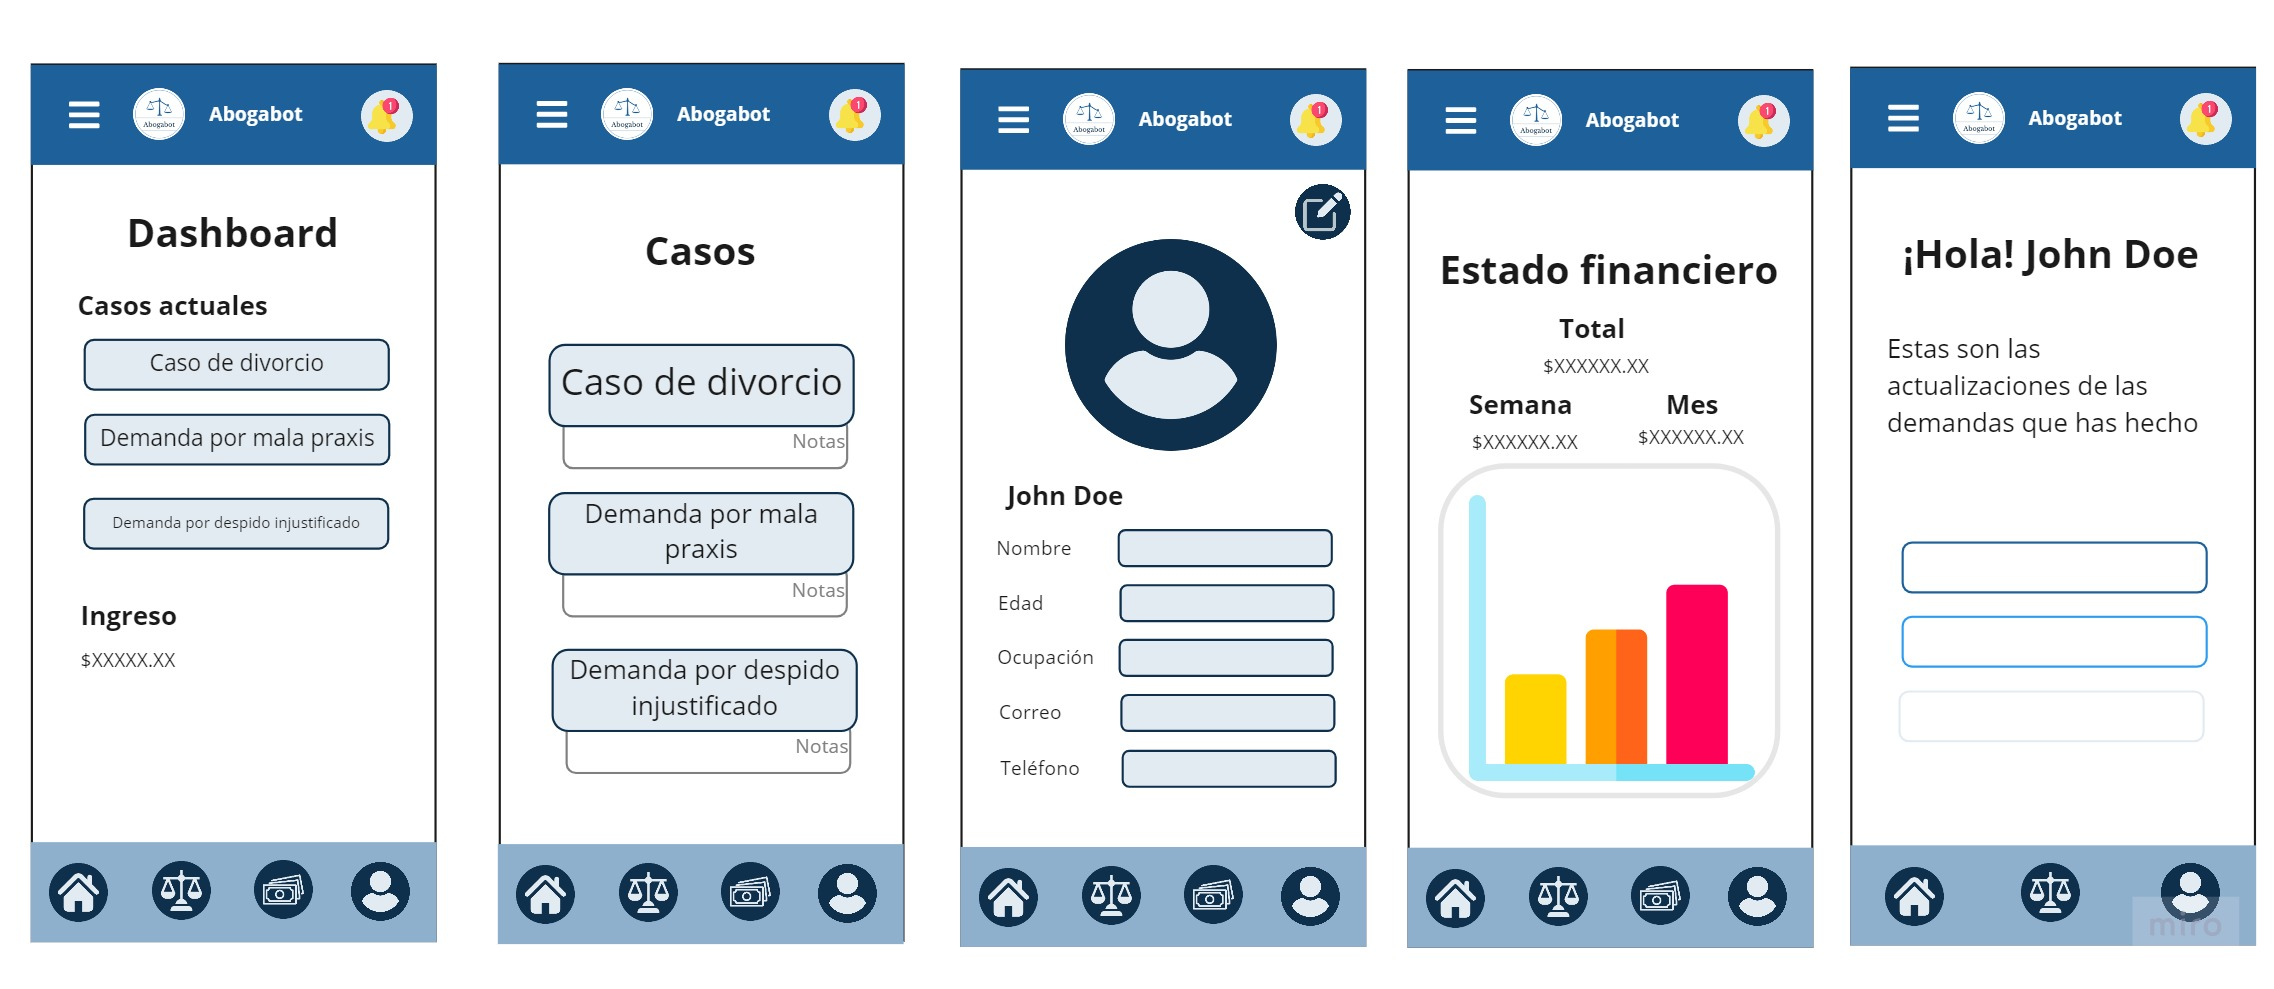 Abogabot
Abogabot
1
Dashboard
Casos actuales
Caso de divorcio
Demanda por mala praxis
Demanda por despido injustificado
Ingreso
$XXXXX.XX
Abogabot
Abogabot
1
Casos
Caso de divorcio
Notas
Demanda por mala
praxis
Notas
Demanda por despido
injustificado
Notas
Abogabot
Abogabot
1
John Doe
Nombre
Edad
Ocupación
Correo
Teléfono
Abogabot
Abogabot
1
Estado financiero
Total
$XXXXXX.XX
Semana
Mes
$XXXXXX.XX
$XXXXXX.XX
Abogabot
Abogabot
1
¡Hola! John Doe
Estas son las
actualizaciones de las
demandas que has hecho
miro